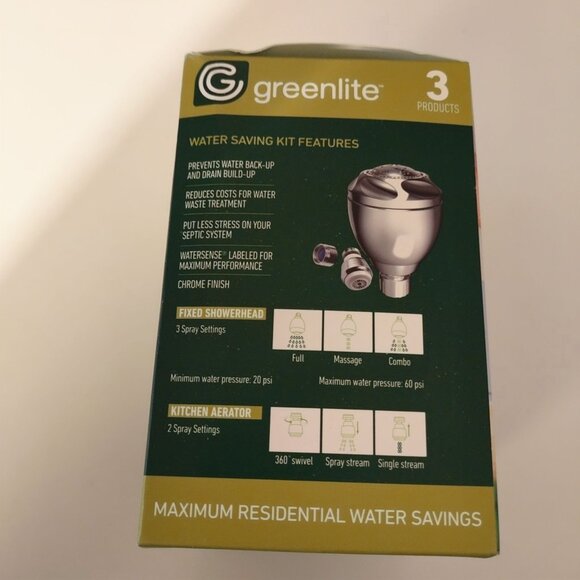 G greenlite™
3
PRODUCTS
WATER SAVING KIT FEATURES
PREVENTS WATER BACK-UP
AND DRAIN BUILD-UP
REDUCES COSTS FOR WATER
WASTE TREATMENT
PUT LESS STRESS ON YOUR
SEPTIC SYSTEM
WATERSENSE® LABELED FOR
MAXIMUM PERFORMANCE
CHROME FINISH
FIXED SHOWERHEAD
3 Spray Settings
Full Massage Combo
Minimum water pressure: 20 psi Maximum water pressure: 60 psi
KITCHEN AERATOR
2 Spray Settings
360° swivel Spray stream Single stream
MAXIMUM RESIDENTIAL WATER SAVINGS